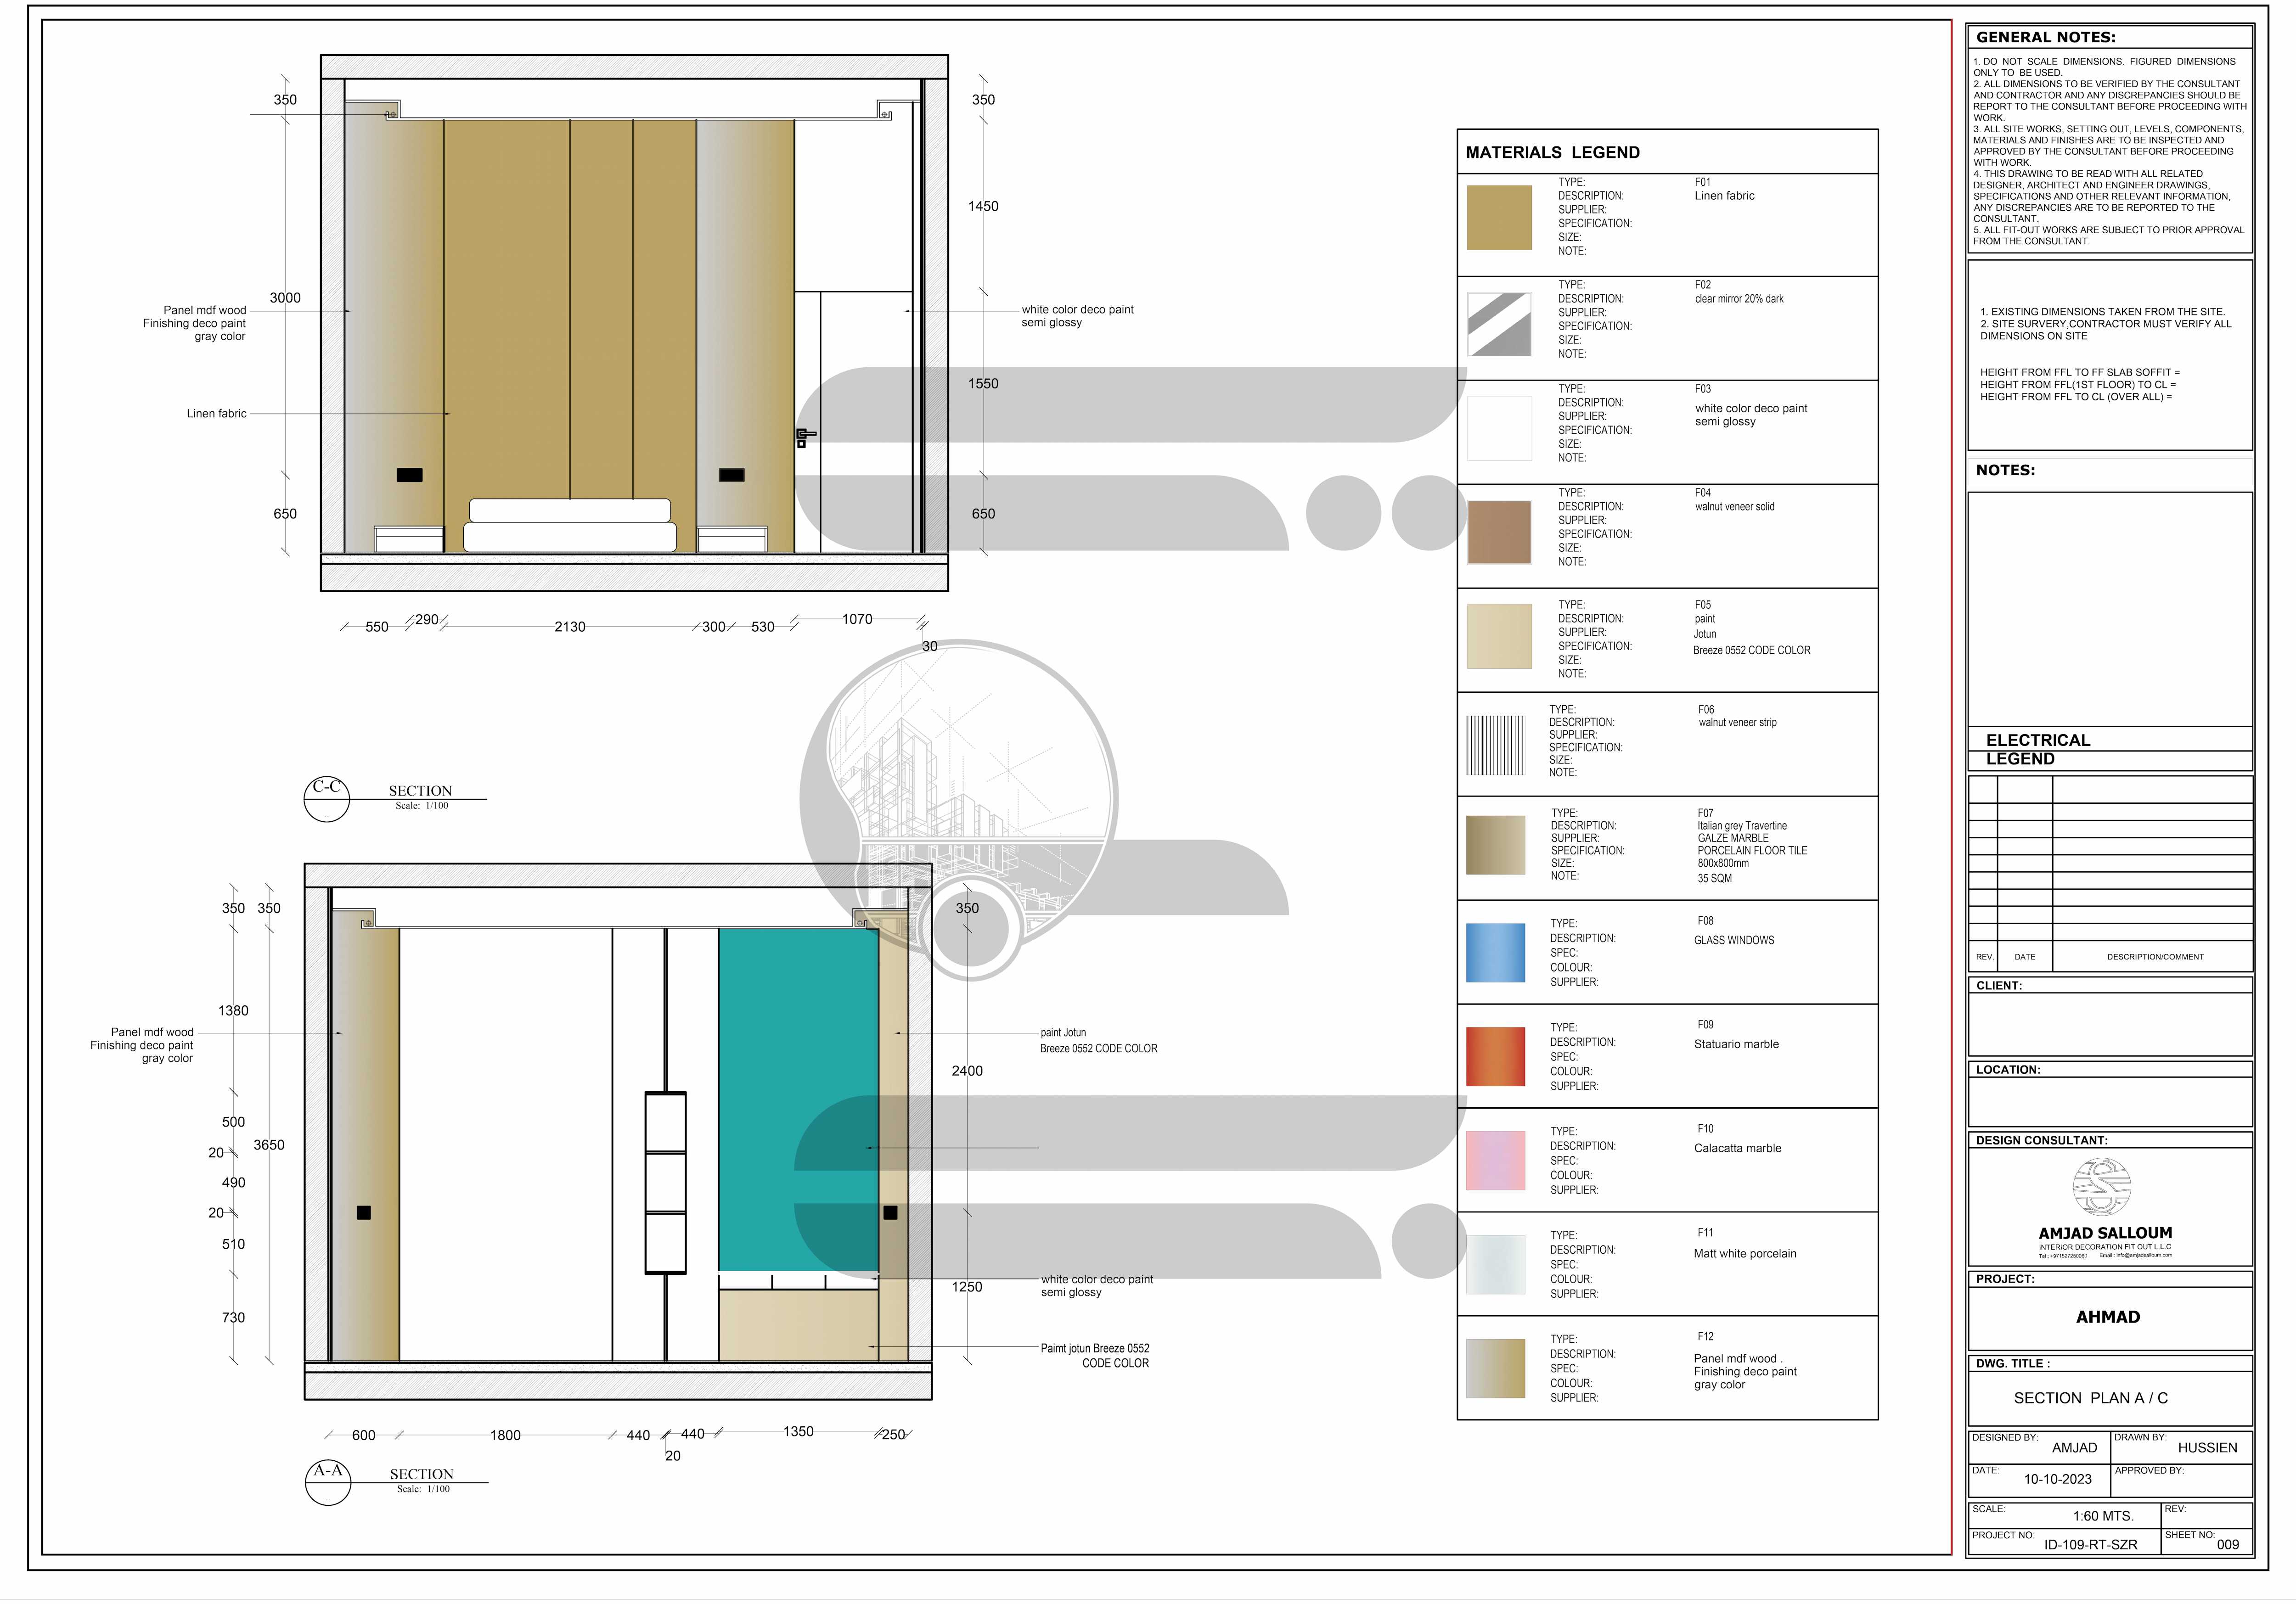 350
3000
650
Panel mdf wood
Finishing deco paint
gray color
Linen fabric
350
1450
1550
650
white color deco paint
semi glossy
550
290
2130
300
530
1070
30
C-C
SECTION
Scale: 1/100
350
350
1380
500
20
3650
490
20
510
730
Panel mdf wood
Finishing deco paint
gray color
350
2400
1250
paint Jotun
Breeze 0552 CODE COLOR
white color deco paint
semi glossy
Paimt jotun Breeze 0552
CODE COLOR
600
1800
440
440
20
1350
250
A-A
SECTION
Scale: 1/100
MATERIALS LEGEND
TYPE: F01
DESCRIPTION: Linen fabric
SUPPLIER:
SPECIFICATION:
SIZE:
NOTE:
TYPE: F02
DESCRIPTION: clear mirror 20% dark
SUPPLIER:
SPECIFICATION:
SIZE:
NOTE:
TYPE: F03
DESCRIPTION: white color deco paint
SUPPLIER: semi glossy
SPECIFICATION:
SIZE:
NOTE:
TYPE: F04
DESCRIPTION: walnut veneer solid
SUPPLIER:
SPECIFICATION:
SIZE:
NOTE:
TYPE: F05
DESCRIPTION: paint
SUPPLIER: Jotun
SPECIFICATION: Breeze 0552 CODE COLOR
SIZE:
NOTE:
TYPE: F06
DESCRIPTION: walnut veneer strip
SUPPLIER:
SPECIFICATION:
SIZE:
NOTE:
TYPE: F07
DESCRIPTION: Italian grey Travertine
SUPPLIER: GALZE MARBLE
SPECIFICATION: PORCELAIN FLOOR TILE
SIZE: 800x800mm
NOTE: 35 SQM
TYPE: F08
DESCRIPTION: GLASS WINDOWS
SPEC:
COLOUR:
SUPPLIER:
TYPE: F09
DESCRIPTION: Statuario marble
SPEC:
COLOUR:
SUPPLIER:
TYPE: F10
DESCRIPTION: Calacatta marble
SPEC:
COLOUR:
SUPPLIER:
TYPE: F11
DESCRIPTION: Matt white porcelain
SPEC:
COLOUR:
SUPPLIER:
TYPE: F12
DESCRIPTION: Panel mdf wood .
SPEC: Finishing deco paint
COLOUR: gray color
SUPPLIER:
GENERAL NOTES:
1. DO NOT SCALE DIMENSIONS. FIGURED DIMENSIONS
ONLY TO BE USED.
2. ALL DIMENSIONS TO BE VERIFIED BY THE CONSULTANT
AND CONTRACTOR AND ANY DISCREPANCIES SHOULD BE
REPORT TO THE CONSULTANT BEFORE PROCEEDING WITH
WORK.
3. ALL SITE WORKS, SETTING OUT, LEVELS, COMPONENTS,
MATERIALS AND FINISHES ARE TO BE INSPECTED AND
APPROVED BY THE CONSULTANT BEFORE PROCEEDING
WITH WORK.
4. THIS DRAWING TO BE READ WITH ALL RELATED
DESIGNER, ARCHITECT AND ENGINEER DRAWINGS,
SPECIFICATIONS AND OTHER RELEVANT INFORMATION,
ANY DISCREPANCIES ARE TO BE REPORTED TO THE
CONSULTANT.
5. ALL FIT-OUT WORKS ARE SUBJECT TO PRIOR APPROVAL
FROM THE CONSULTANT.
1. EXISTING DIMENSIONS TAKEN FROM THE SITE.
2. SITE SURVERY,CONTRACTOR MUST VERIFY ALL
DIMENSIONS ON SITE
HEIGHT FROM FFL TO FF SLAB SOFFIT =
HEIGHT FROM FFL(1ST FLOOR) TO CL =
HEIGHT FROM FFL TO CL (OVER ALL) =
NOTES:
ELECTRICAL
LEGEND
REV. DATE DESCRIPTION/COMMENT
CLIENT:
LOCATION:
DESIGN CONSULTANT:
AMJAD SALLOUM
INTERIOR DECORATION FIT OUT L.L.C
Tel : +971527250060 Email : info@amjadsalloum.com
PROJECT:
AHMAD
DWG. TITLE :
SECTION PLAN A / C
DESIGNED BY: AMJAD
DRAWN BY: HUSSIEN
DATE: 10-10-2023
APPROVED BY:
SCALE: 1:60 MTS.
REV:
PROJECT NO: ID-109-RT-SZR
SHEET NO: 009